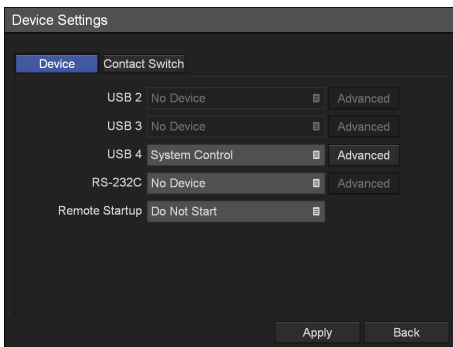 Device Settings
Device Contact Switch
USB 2 No Device Advanced
USB 3 No Device Advanced
USB 4 System Control Advanced
RS-232C No Device Advanced
Remote Startup Do Not Start
Apply Back